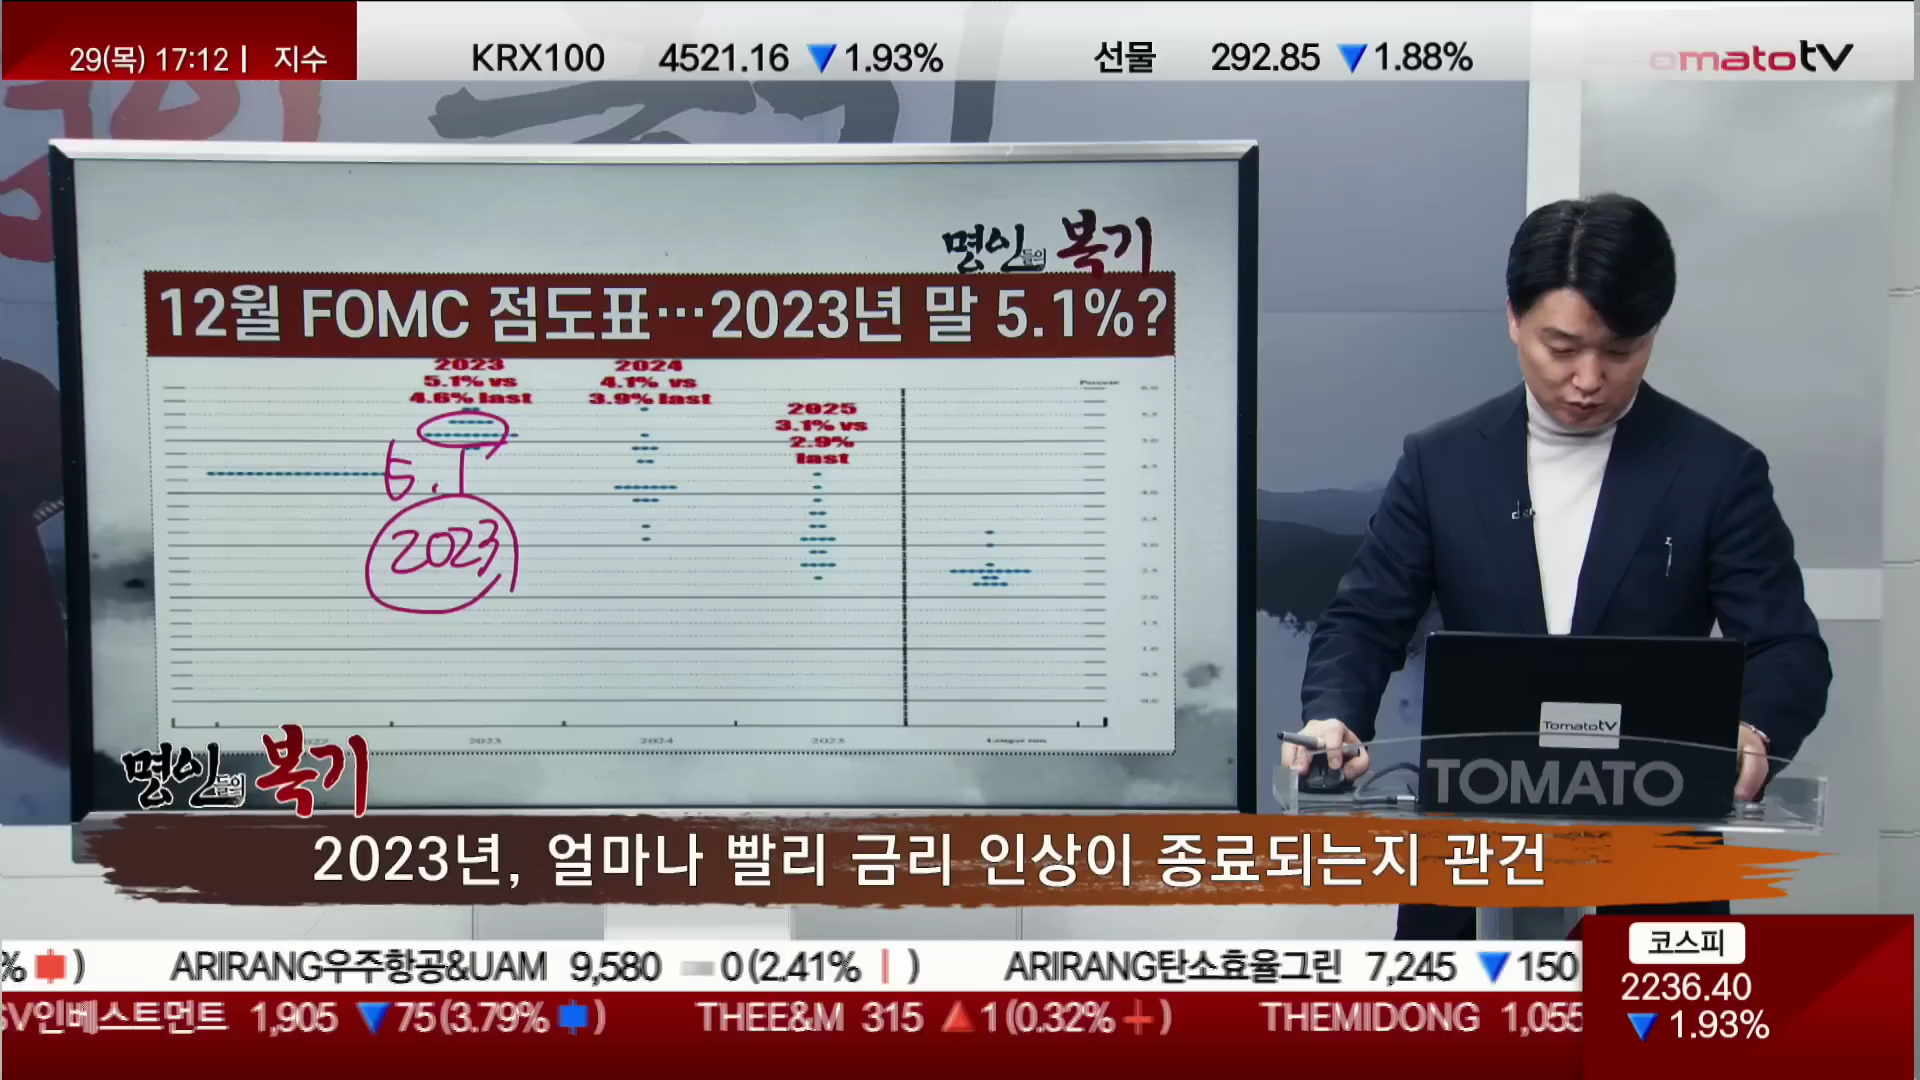 29(목) 17:12 | 지수 KRX100 4521.16 ▼1.93% 선물 292.85 ▼1.88%
omatotv
명인들의 복기
12월 FOMC 점도표…2023년 말 5.1%?
2023
5.1% vs
4.6% last
2024
4.1% vs
3.9% last
2025
3.1% vs
2.9%
last
Percent
5.1
2023
2023 2024 2025 Longer run
명인들의 복기
Tomatotv
TOMATO
2023년, 얼마나 빨리 금리 인상이 종료되는지 관건
코스피
2236.40
▼ 1.93%
% ) ARIRANG우주항공&UAM 9,580 0(2.41% ) ARIRANG탄소효율그린 7,245 ▼150
SV인베스트먼트 1,905 ▼75(3.79% ) THEE&M 315 ▲1(0.32% ) THEMIDONG 1,055